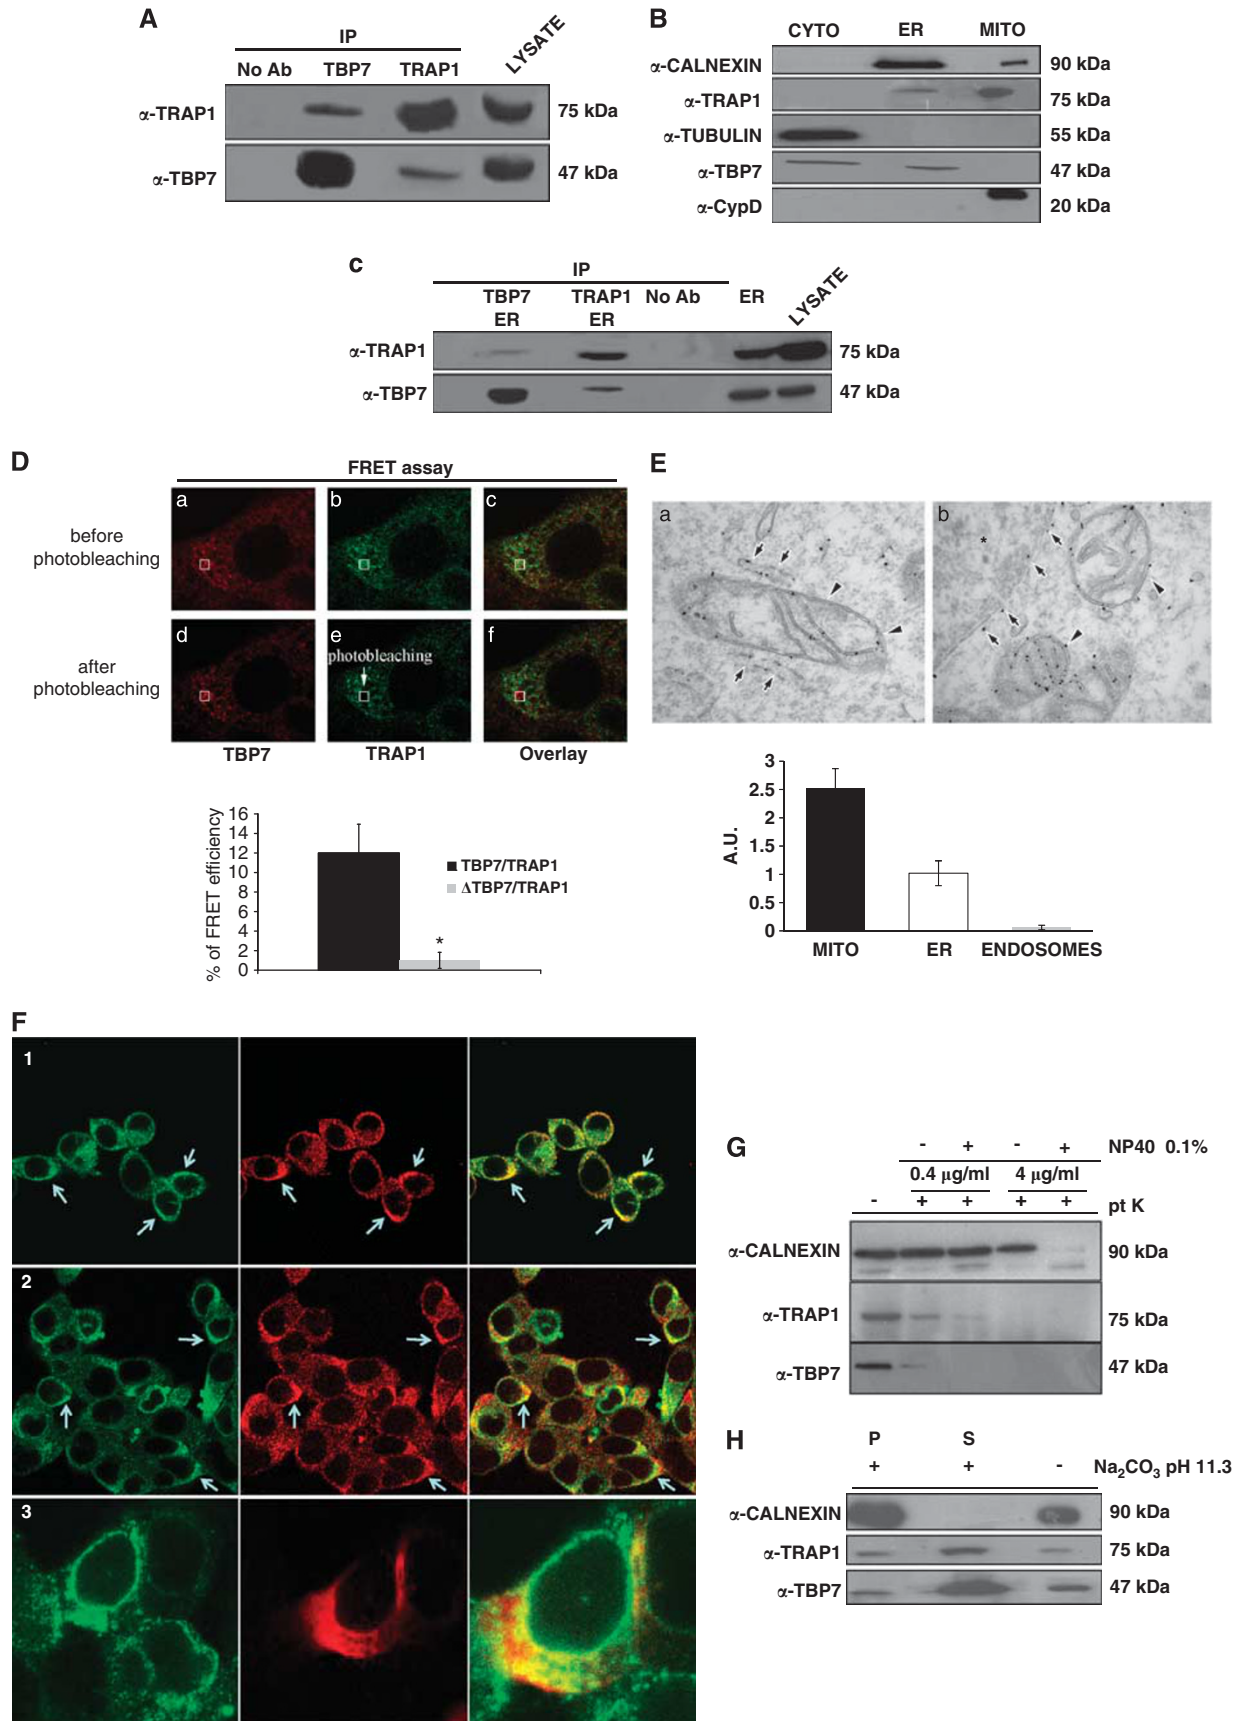 A
IP
No Ab TBP7 TRAP1 LYSATE
α-TRAP1 75 kDa
α-TBP7 47 kDa
B
CYTO ER MITO
α-CALNEXIN 90 kDa
α-TRAP1 75 kDa
α-TUBULIN 55 kDa
α-TBP7 47 kDa
α-CypD 20 kDa
C
IP
TBP7 TRAP1 No Ab ER LYSATE
ER ER
α-TRAP1 75 kDa
α-TBP7 47 kDa
D
FRET assay
before
photobleaching
a b c
after
photobleaching
d e f
photobleaching
TBP7 TRAP1 Overlay
% of FRET efficiency
16
14
12
10
8
6
4
2
0
*
TBP7/TRAP1
ΔTBP7/TRAP1
E
a b
*
A.U.
3
2.5
2
1.5
1
0.5
0
MITO ER ENDOSOMES
F
1
2
3
G
- + - + NP40 0.1%
0.4 μg/ml 4 μg/ml
- + + + + pt K
α-CALNEXIN 90 kDa
α-TRAP1 75 kDa
α-TBP7 47 kDa
H
P S
+ + - Na₂CO₃ pH 11.3
α-CALNEXIN 90 kDa
α-TRAP1 75 kDa
α-TBP7 47 kDa